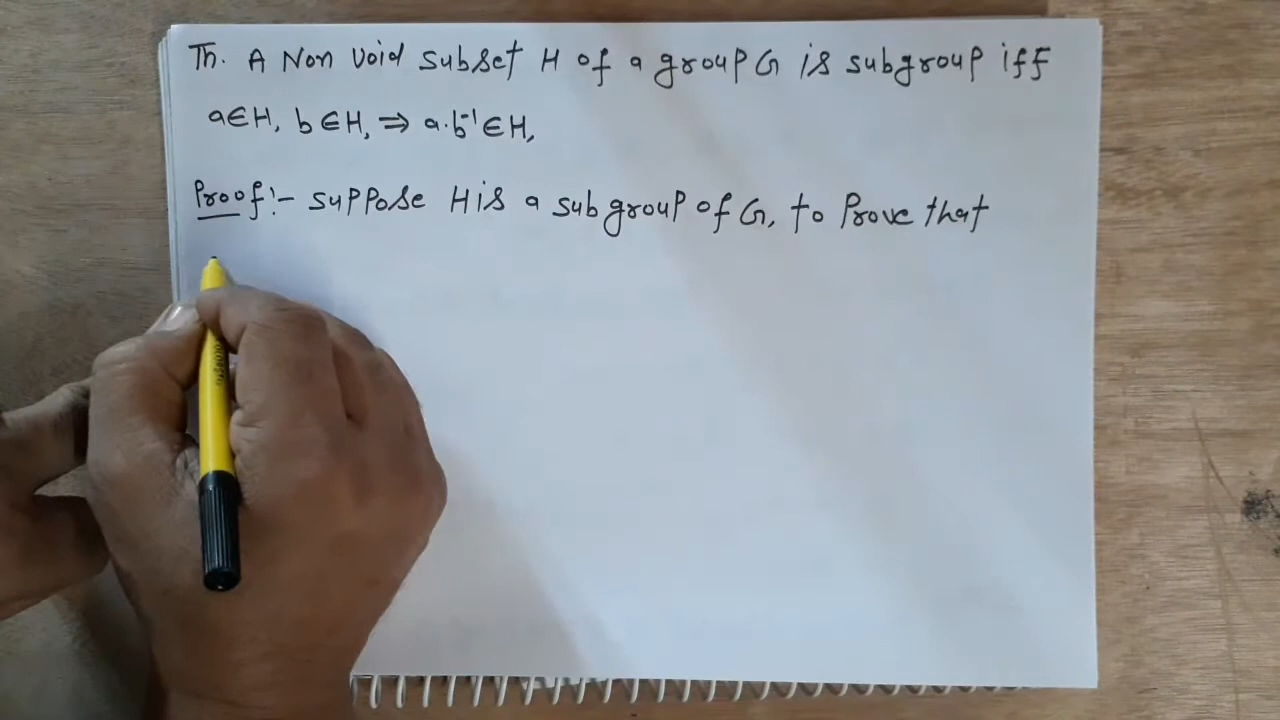 Th. A Non void subset H of a group G is subgroup iff
a∈H, b∈H, ⇒ a.b⁻¹∈H,
Proof:- suppose H is a subgroup of G, to Prove that